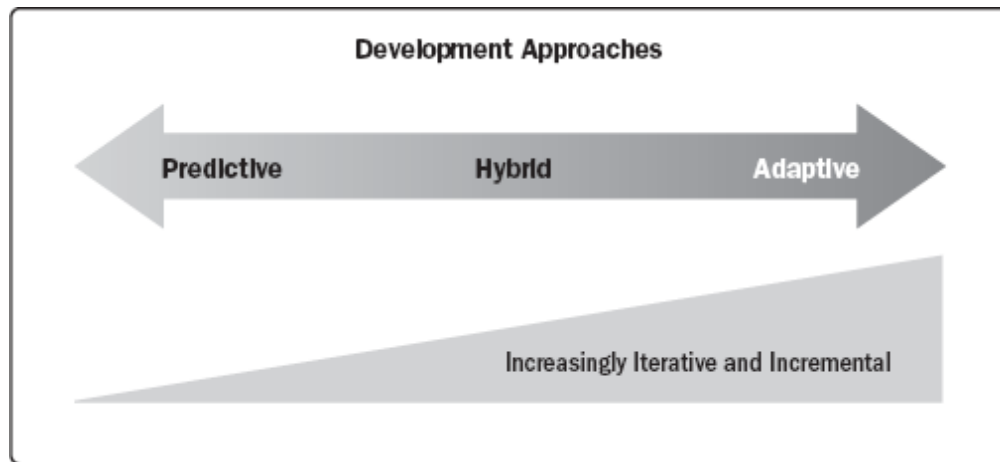 Development Approaches
Predictive Hybrid Adaptive
Increasingly Iterative and Incremental